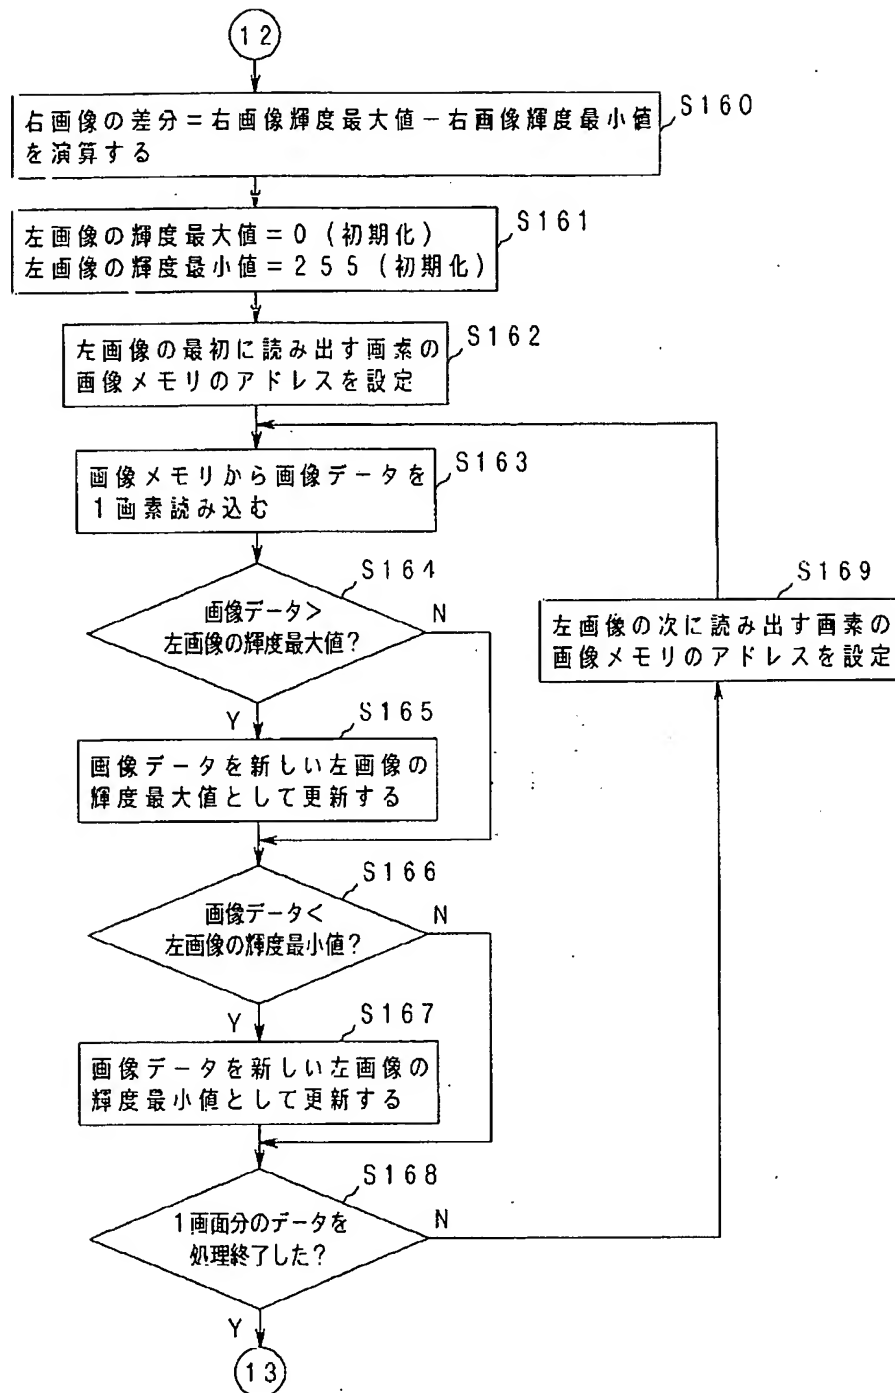 12
右画像の差分=右画像輝度最大値-右画像輝度最小値
を演算する
S160
左画像の輝度最大値=0(初期化)
左画像の輝度最小値=255(初期化)
S161
左画像の最初に読み出す画素の
画像メモリのアドレスを設定
S162
画像メモリから画像データを
1画素読み込む
S163
画像データ>
左画像の輝度最大値?
S164
N
Y
S169
左画像の次に読み出す画素の
画像メモリのアドレスを設定
S165
画像データを新しい左画像の
輝度最大値として更新する
S166
画像データ<
左画像の輝度最小値?
N
Y
S167
画像データを新しい左画像の
輝度最小値として更新する
S168
1画面分のデータを
処理終了した?
N
Y
13